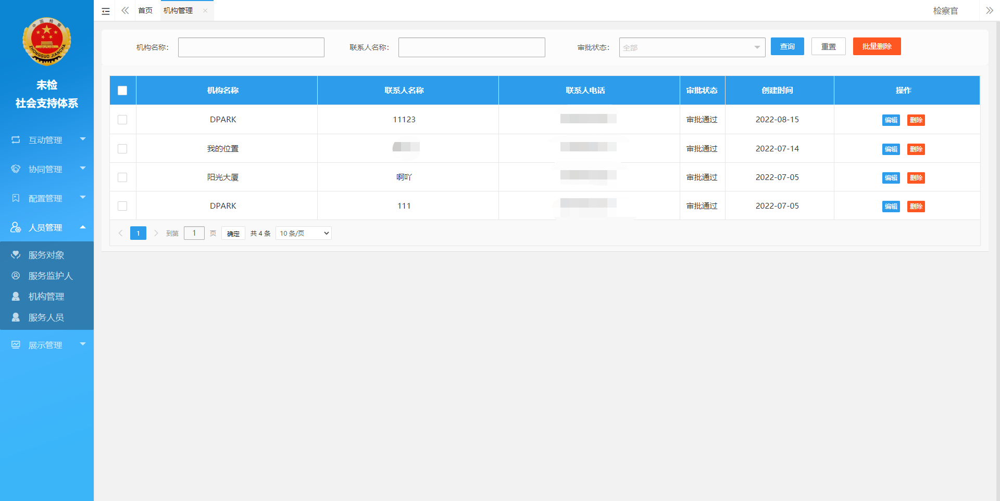 中国检察
ZHONGGUO JIANCHA
未检
社会支持体系
互动管理
协同管理
配置管理
人员管理
服务对象
服务监护人
机构管理
服务人员
展示管理
首页 机构管理 检察官
机构名称: 联系人名称: 审批状态: 全部 查询 重置 批量删除
机构名称 联系人名称 联系人电话 审批状态 创建时间 操作
DPARK 11123 审批通过 2022-08-15 编辑 删除
我的位置 审批通过 2022-07-14 编辑 删除
阳光大厦 啊吖 审批通过 2022-07-05 编辑 删除
DPARK 111 审批通过 2022-07-05 编辑 删除
1 到第 1 页 确定 共 4 条 10 条/页